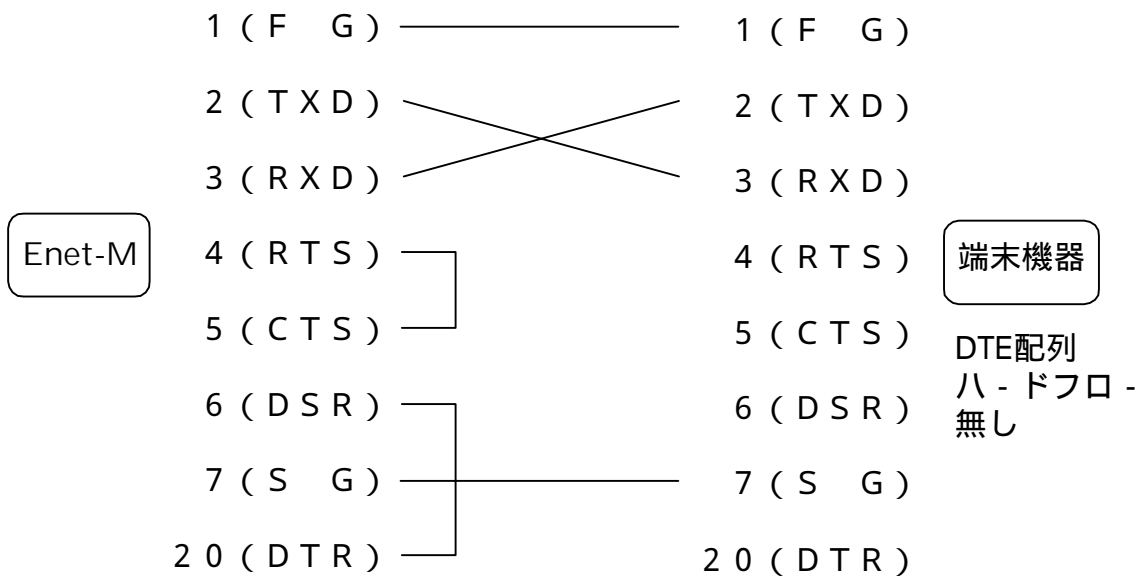 1（F G） 1（F G）
2（TXD） 2（TXD）
3（RXD） 3（RXD）
Enet-M 4（RTS） 4（RTS） 端末機器
5（CTS） 5（CTS） DTE配列
ハ-ドフロ-
無し
6（DSR） 6（DSR）
7（S G） 7（S G）
20（DTR） 20（DTR）